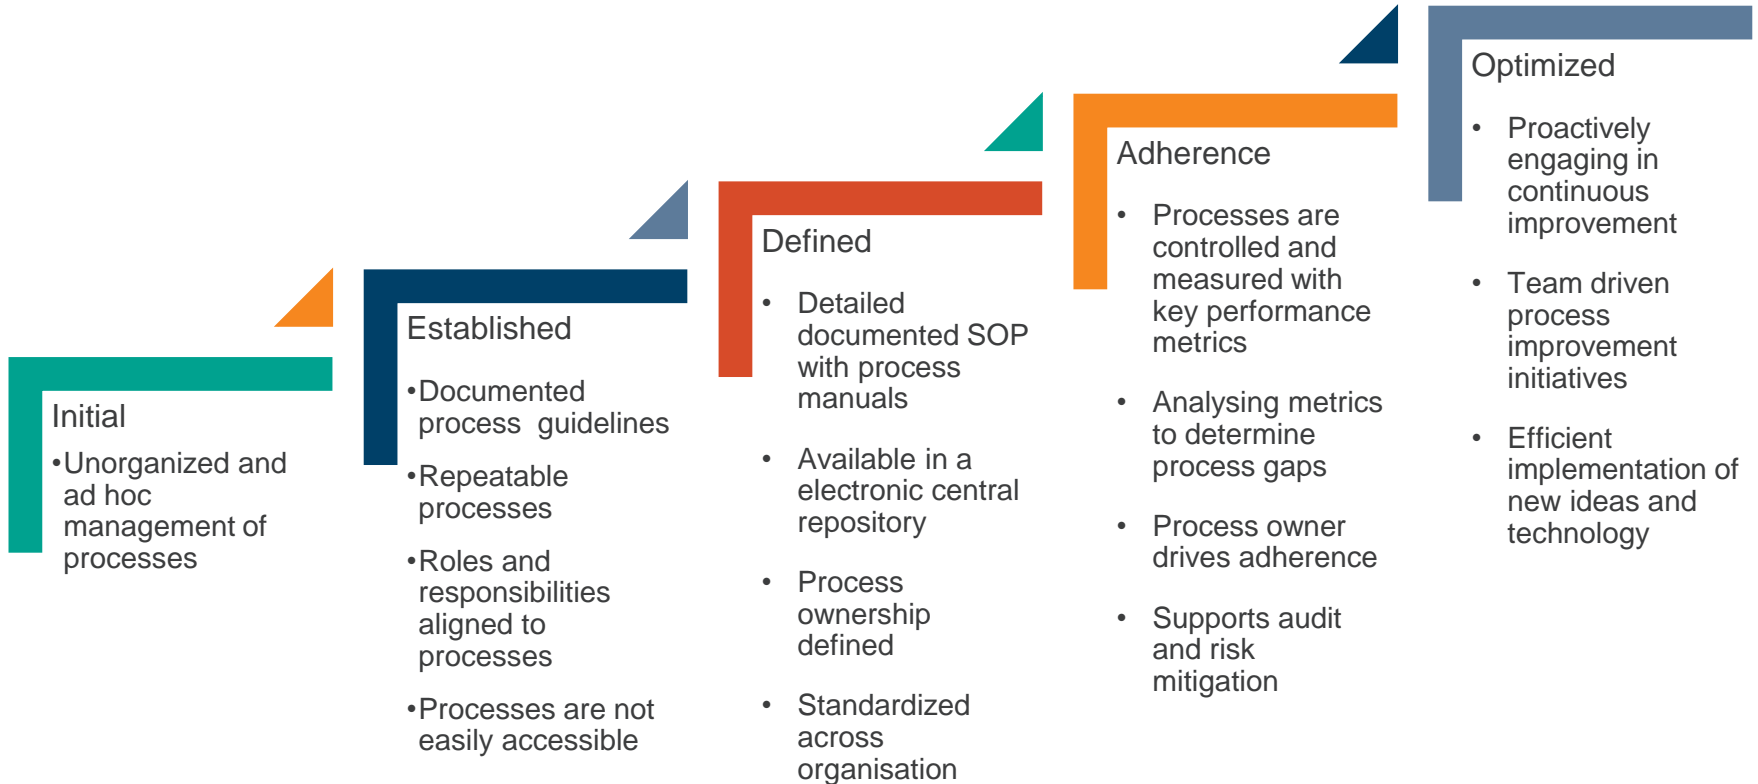 Initial
•Unorganized and
ad hoc
management of
processes
Established
•Documented
process guidelines
•Repeatable
processes
•Roles and
responsibilities
aligned to
processes
•Processes are not
easily accessible
Defined
• Detailed
documented SOP
with process
manuals
• Available in a
electronic central
repository
• Process
ownership
defined
• Standardized
across
organisation
Adherence
• Processes are
controlled and
measured with
key performance
metrics
• Analysing metrics
to determine
process gaps
• Process owner
drives adherence
• Supports audit
and risk
mitigation
Optimized
• Proactively
engaging in
continuous
improvement
• Team driven
process
improvement
initiatives
• Efficient
implementation of
new ideas and
technology